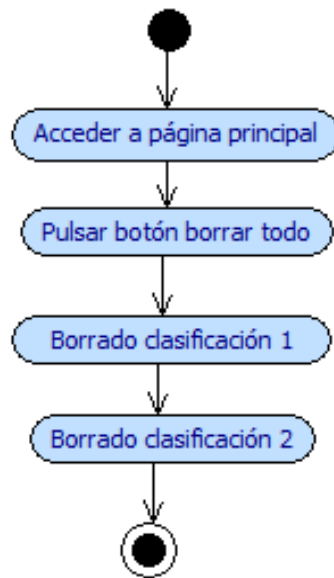 Acceder a página principal
Pulsar botón borrar todo
Borrado clasificación 1
Borrado clasificación 2